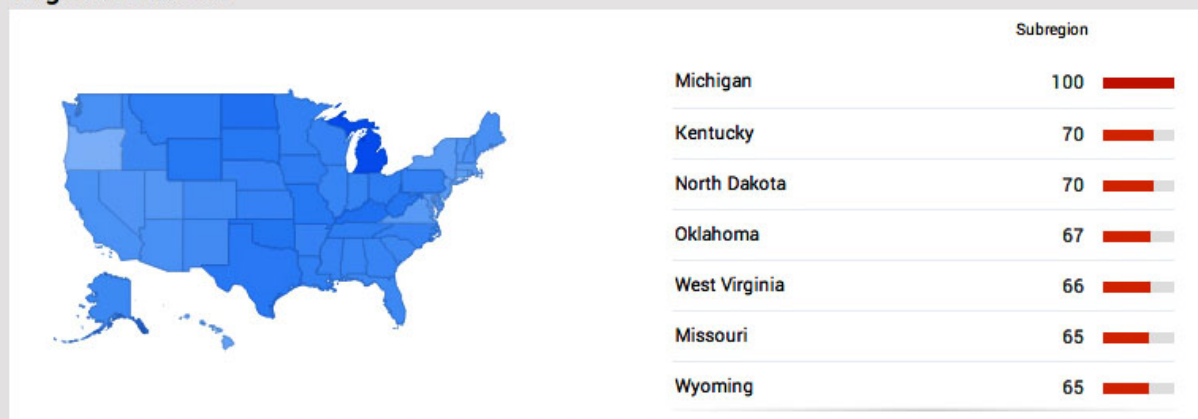 Subregion
Michigan 100
Kentucky 70
North Dakota 70
Oklahoma 67
West Virginia 66
Missouri 65
Wyoming 65